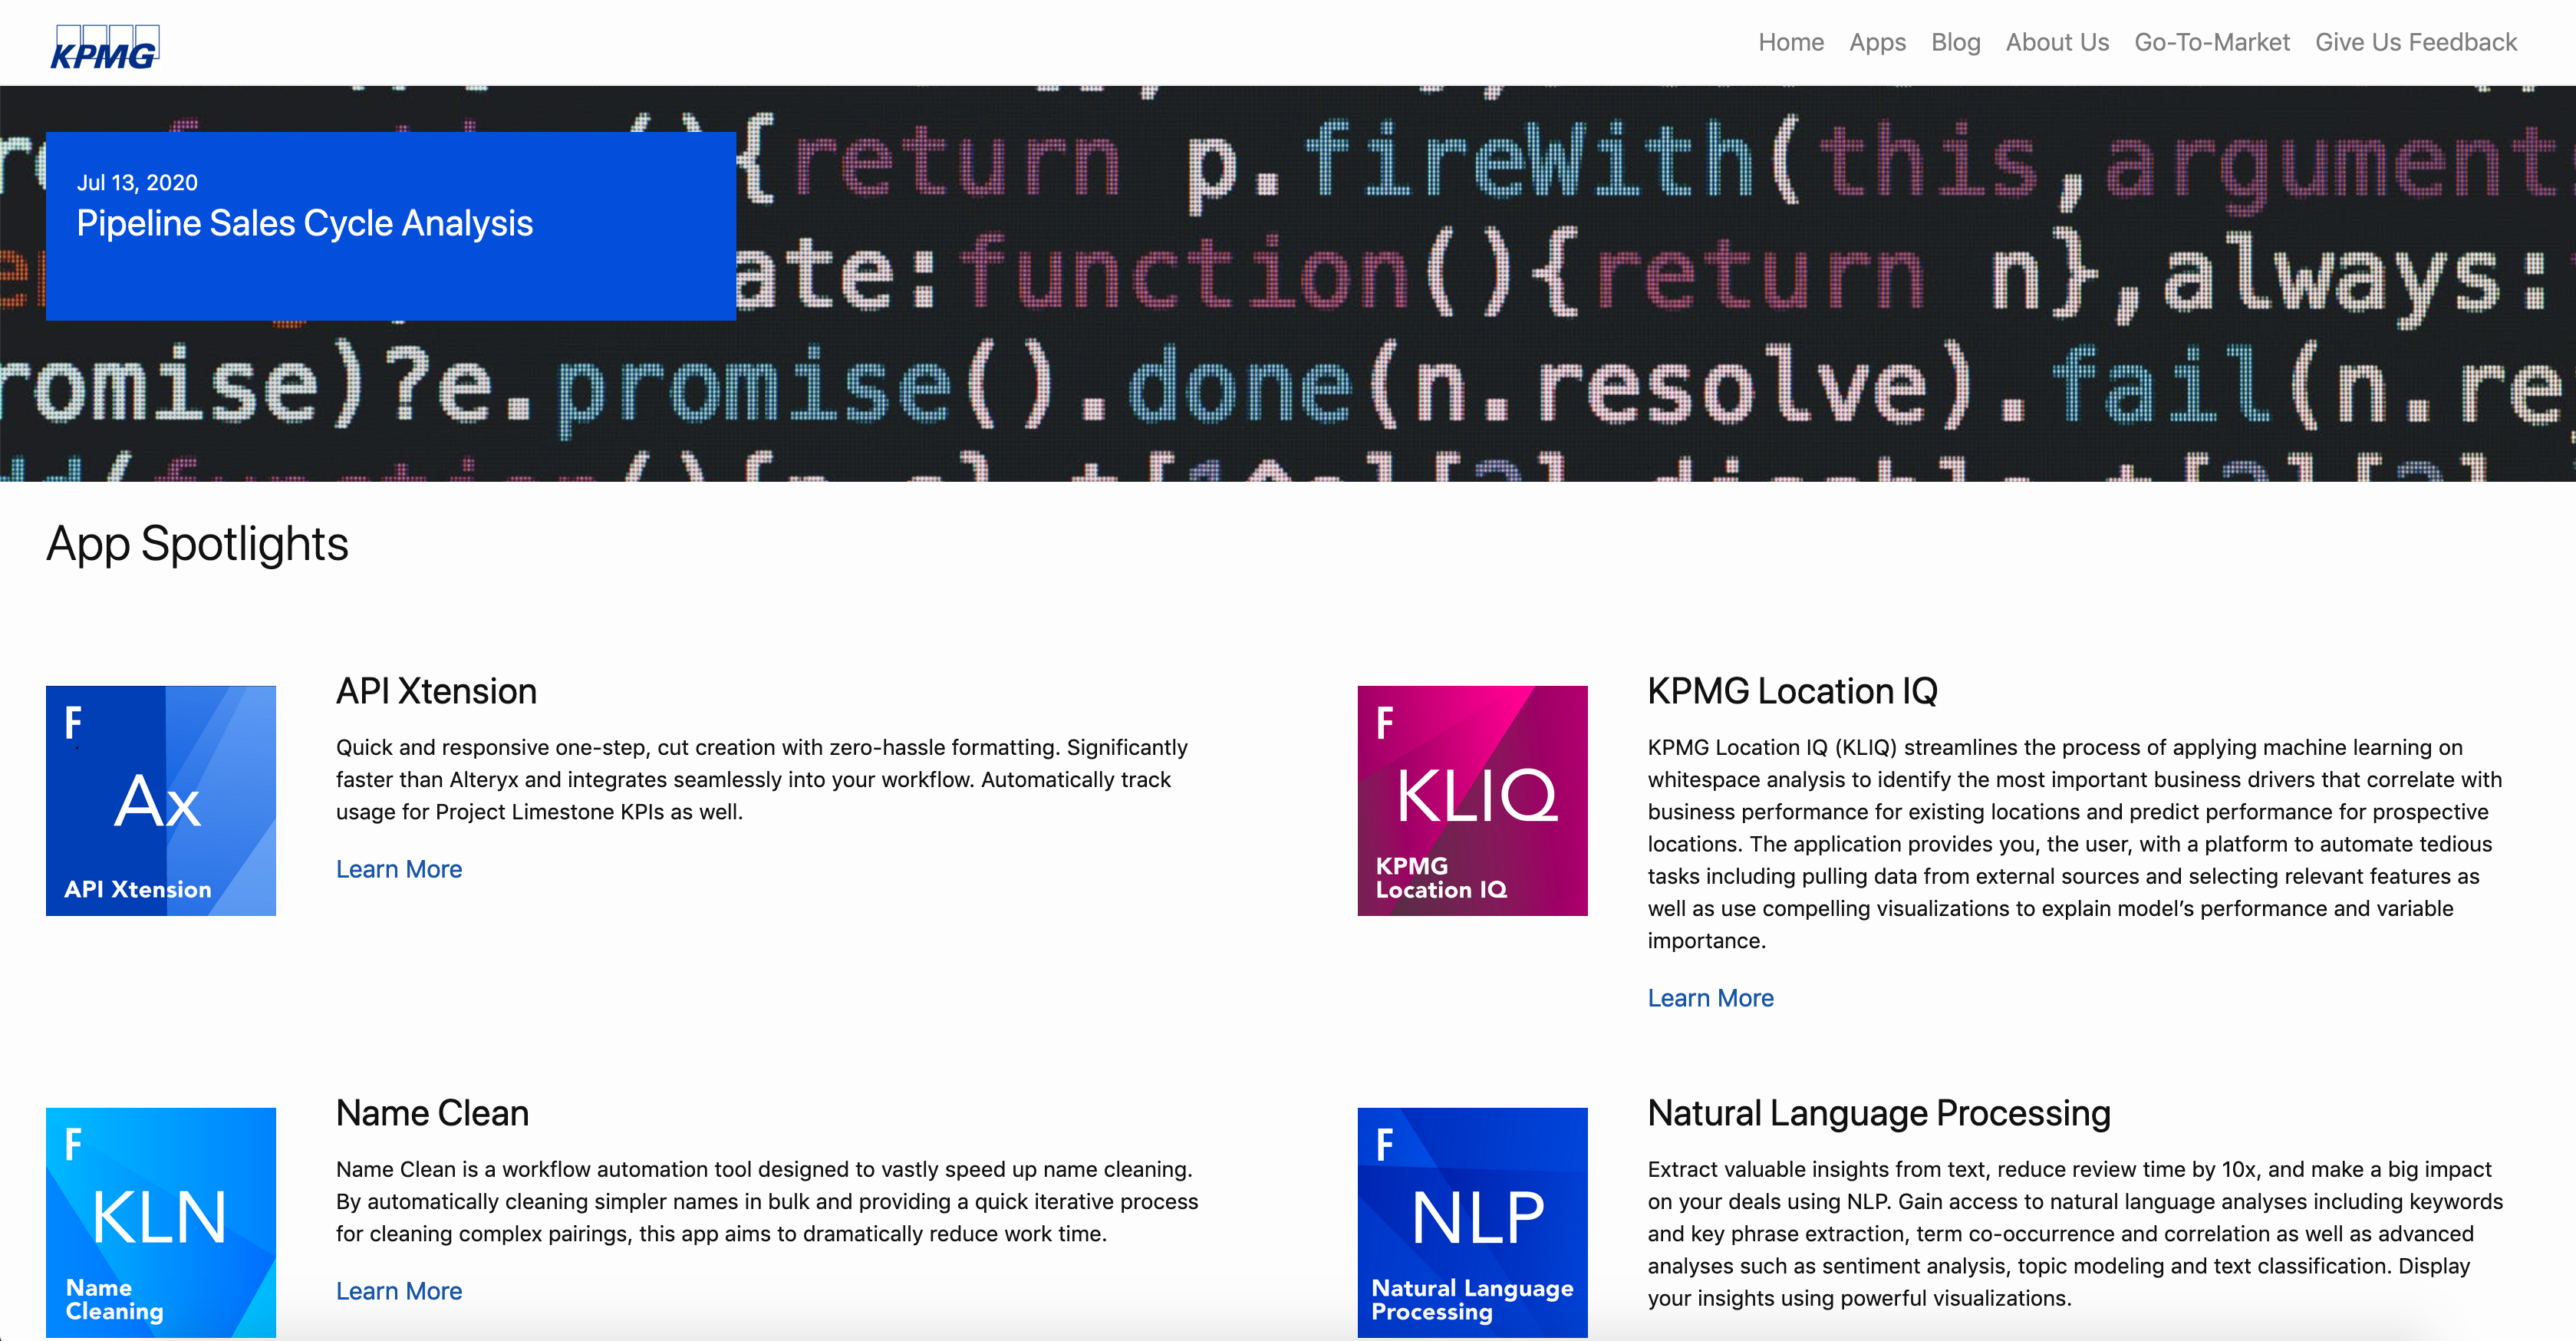 KPMG
Home Apps Blog About Us Go-To-Market Give Us Feedback
{return p.fireWith(this,argument
Jul 13, 2020
Pipeline Sales Cycle Analysis
ate:function(){return n},always:
romise)?e.promise().done(n.resolve).fail(n.re
App Spotlights
F
Ax
API Xtension
API Xtension
Quick and responsive one-step, cut creation with zero-hassle formatting. Significantly
faster than Alteryx and integrates seamlessly into your workflow. Automatically track
usage for Project Limestone KPIs as well.
Learn More
F
KLIQ
KPMG
Location IQ
KPMG Location IQ
KPMG Location IQ (KLIQ) streamlines the process of applying machine learning on
whitespace analysis to identify the most important business drivers that correlate with
business performance for existing locations and predict performance for prospective
locations. The application provides you, the user, with a platform to automate tedious
tasks including pulling data from external sources and selecting relevant features as
well as use compelling visualizations to explain model’s performance and variable
importance.
Learn More
F
KLN
Name
Cleaning
Name Clean
Name Clean is a workflow automation tool designed to vastly speed up name cleaning.
By automatically cleaning simpler names in bulk and providing a quick iterative process
for cleaning complex pairings, this app aims to dramatically reduce work time.
Learn More
F
NLP
Natural Language
Processing
Natural Language Processing
Extract valuable insights from text, reduce review time by 10x, and make a big impact
on your deals using NLP. Gain access to natural language analyses including keywords
and key phrase extraction, term co-occurrence and correlation as well as advanced
analyses such as sentiment analysis, topic modeling and text classification. Display
your insights using powerful visualizations.